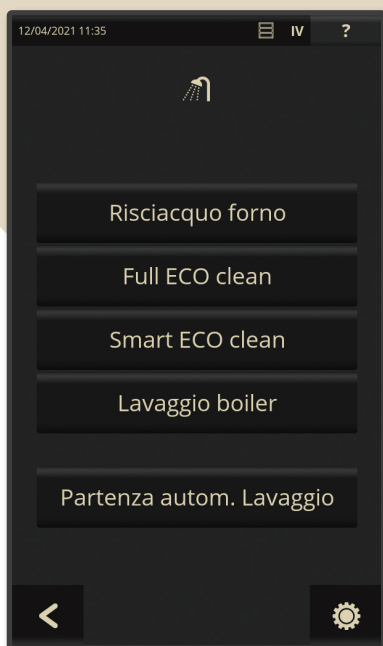 12/04/2021 11:35 IV ?
Risciacquo forno
Full ECO clean
Smart ECO clean
Lavaggio boiler
Partenza autom. Lavaggio